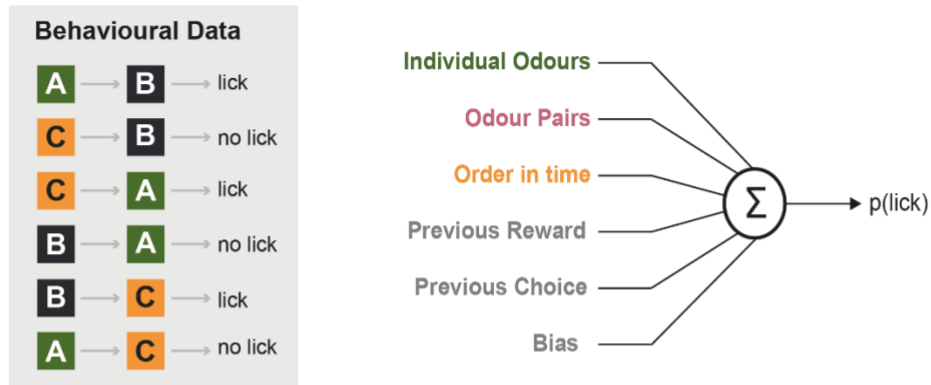 Behavioural Data
A B lick
C B no lick
C A lick
B A no lick
B C lick
A C no lick
Individual Odours
Odour Pairs
Order in time
Previous Reward
Previous Choice
Bias
Σ
p(lick)